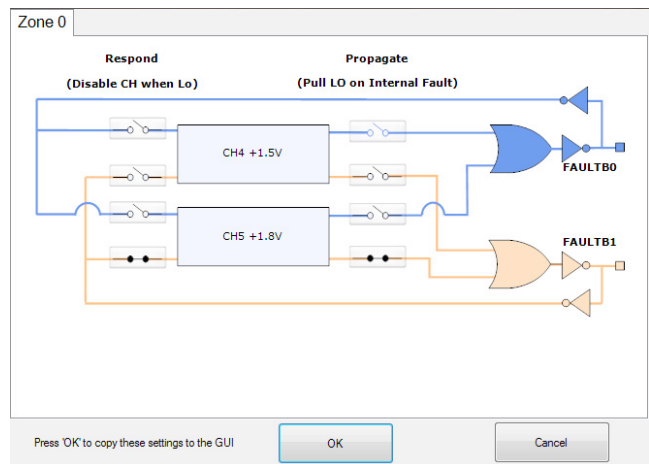 Zone 0
Respond
Propagate
(Disable CH when Lo)
(Pull LO on Internal Fault)
CH4 +1.5V
FAULTB0
CH5 +1.8V
FAULTB1
Press 'OK' to copy these settings to the GUI
OK
Cancel